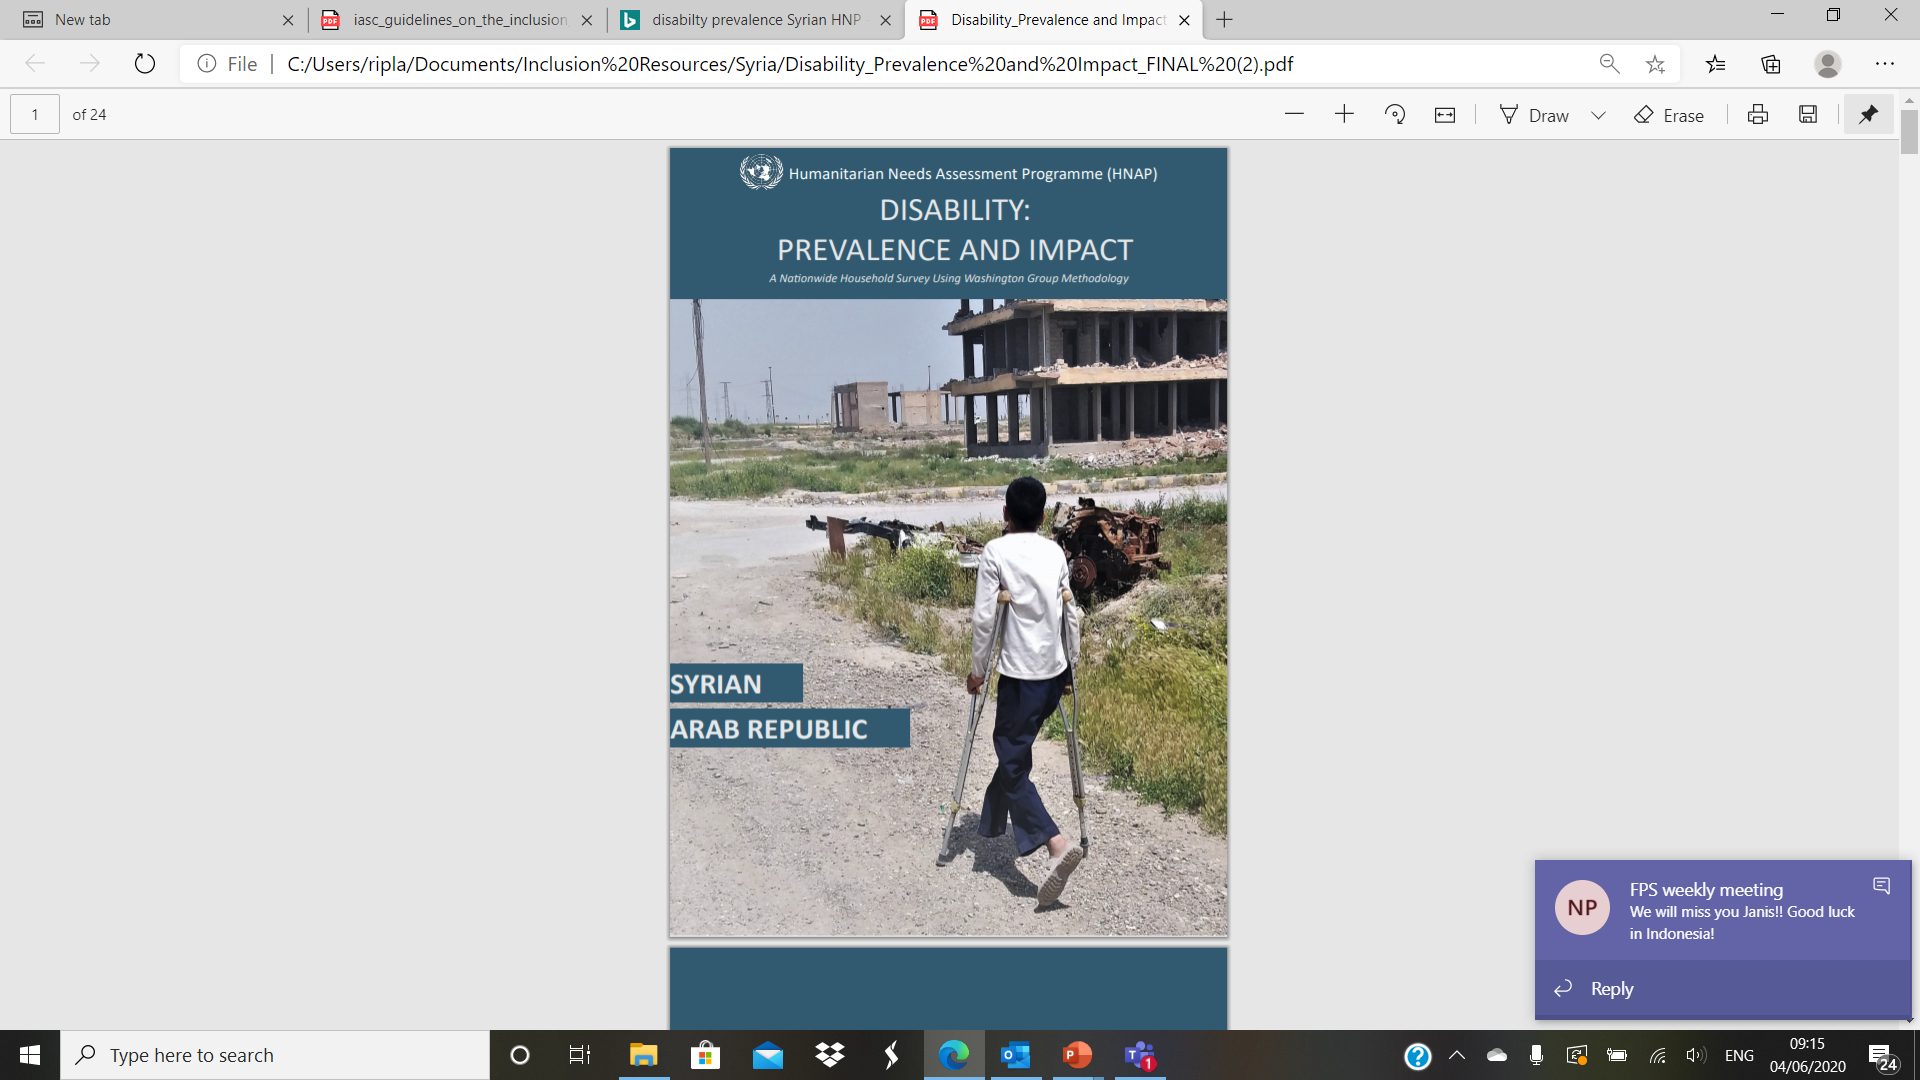 New tab
iasc_guidelines_on_the_inclusion
disabilty prevalence Syrian HNP
Disability_Prevalence and Impact
File
C:/Users/ripla/Documents/Inclusion%20Resources/Syria/Disability_Prevalence%20and%20Impact_FINAL%20(2).pdf
1 of 24
Draw
Erase
Humanitarian Needs Assessment Programme (HNAP)
DISABILITY:
PREVALENCE AND IMPACT
A Nationwide Household Survey Using Washington Group Methodology
SYRIAN
ARAB REPUBLIC
NP
FPS weekly meeting
We will miss you Janis!! Good luck
in Indonesia!
Reply
Type here to search
1
ENG
09:15
04/06/2020
24